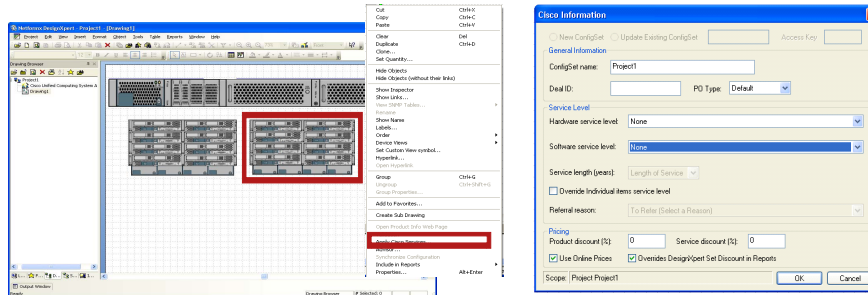 Netformx DesignXpert - Project1 - [Drawing1]
Project Edit View Insert Format Object Tools Table Reports Window Help
Drawing Browser
Project1
Cisco Unified Computing System A
Drawing1
Output Window
Ready
Drawing Browser
# Selected: 0
Cut Ctrl+X
Copy Ctrl+C
Paste Ctrl+V
Clear Del
Duplicate Ctrl+D
Clone...
Set Quantity...
Hide Objects
Hide Objects (without their links)
Show Inspector
Show Links...
View SNMP Tables...
Rename
Show Name
Labels...
Order
Device Views
Set Custom View symbol...
Hyperlink...
Open Hyperlink
Group Ctrl+G
Ungroup Ctrl+Shift+G
Group Properties...
Add to Favorites...
Create Sub Drawing
Open Product Info Web Page
Apply Cisco Services...
Advisor...
Synchronize Configuration
Include in Reports
Properties... Alt+Enter
Cisco Information
New ConfigSet Update Existing ConfigSet Access Key
General Information
ConfigSet name: Project1
Deal ID: PO Type: Default
Service Level
Hardware service level: None
Software service level: None
Service length (years): Length of Service
Override Individual items service level
Referral reason: To Refer (Select a Reason)
Pricing
Product discount (%): 0 Service discount (%): 0
Use Online Prices Overrides DesignXpert Set Discount in Reports
Scope: Project Project1 OK Cancel